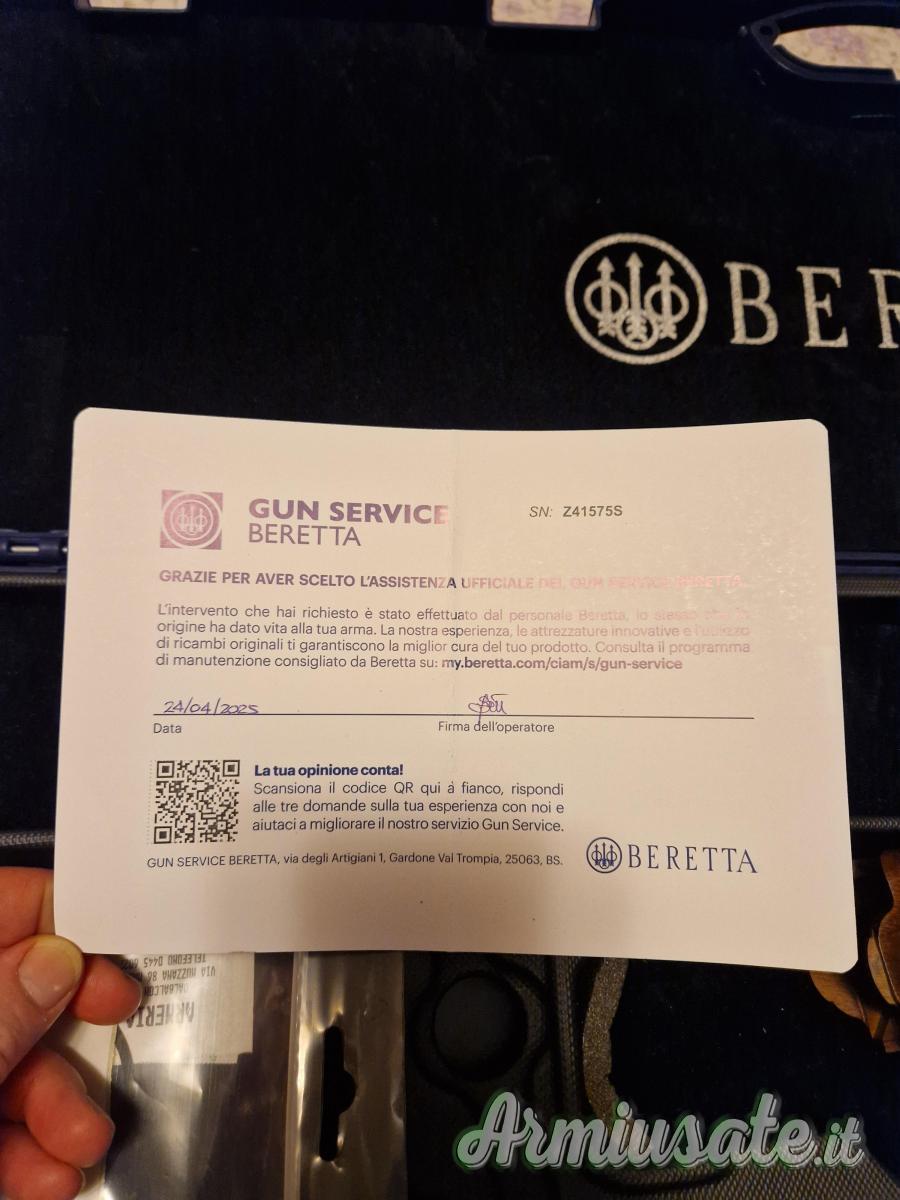 BER
GUN SERVICE
BERETTA
SN: Z41575S
GRAZIE PER AVER SCELTO L'ASSISTENZA UFFICIALE DEL GUN SERVICE BERETTA.
L'intervento che hai richiesto è stato effettuato dal personale Beretta, lo stesso che in
origine ha dato vita alla tua arma. La nostra esperienza, le attrezzature innovative e l'utilizzo
di ricambi originali ti garantiscono la miglior cura del tuo prodotto. Consulta il programma
di manutenzione consigliato da Beretta su: my.beretta.com/ciam/s/gun-service
24/04/2025
Data
Firma dell'operatore
La tua opinione conta!
Scansiona il codice QR qui a fianco, rispondi
alle tre domande sulla tua esperienza con noi e
aiutaci a migliorare il nostro servizio Gun Service.
GUN SERVICE BERETTA, via degli Artigiani 1, Gardone Val Trompia, 25063, BS.
BERETTA
TELEFONO 0445
VIA
ARMERIA
Armiusate.it